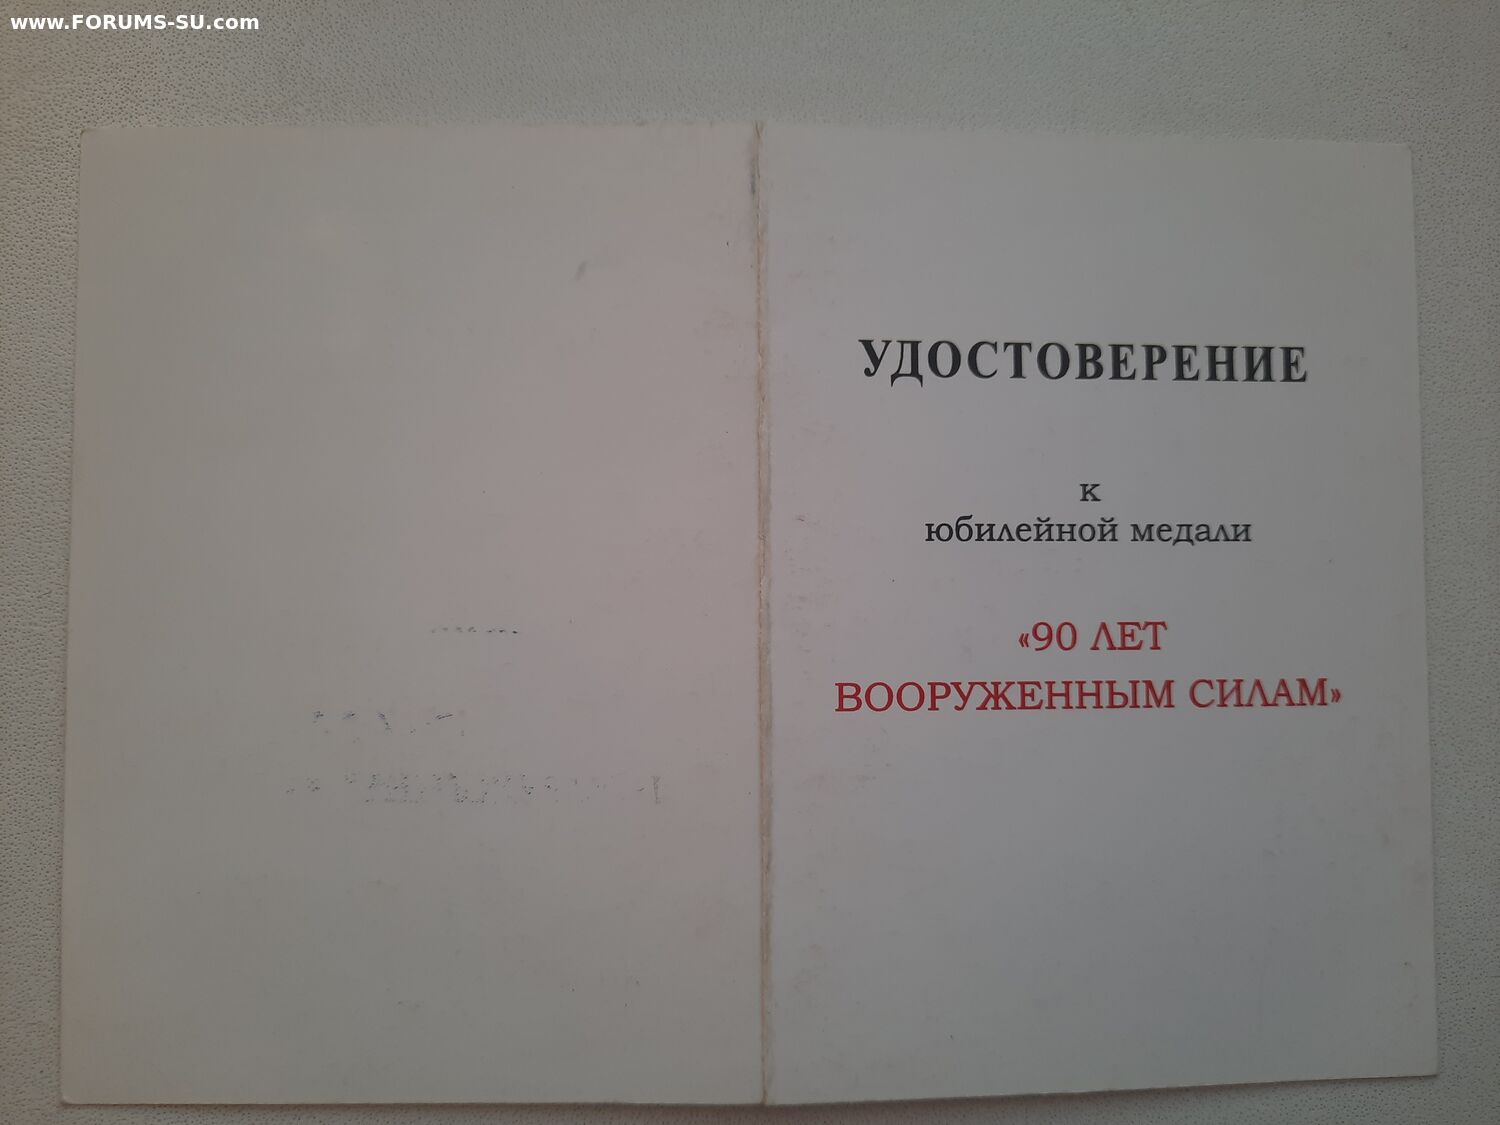 www.FORUMS-SU.com
УДОСТОВЕРЕНИЕ
к
юбилейной медали
«90 ЛЕТ
ВООРУЖЕННЫМ СИЛАМ»